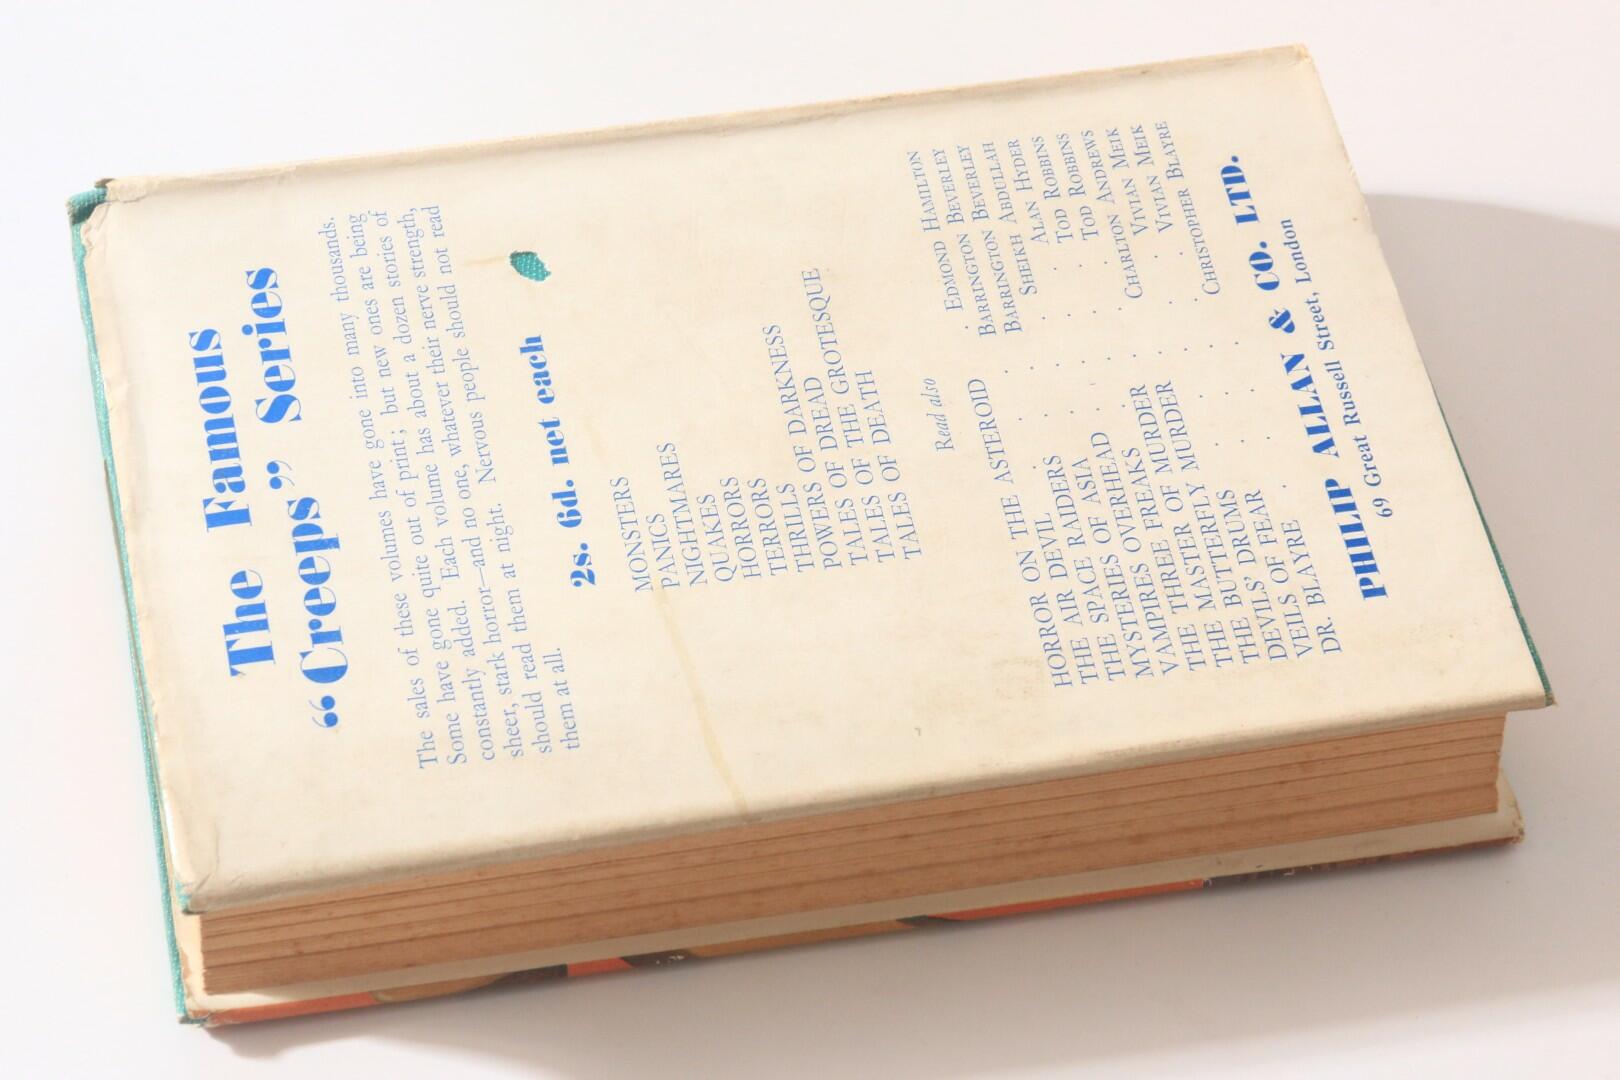 The Famous
“Creeps” Series
The sales of these volumes have gone into many thousands.
Some have gone quite out of print; but new ones are being
constantly added. Each volume has about a dozen stories of
sheer, stark horror—and no one, whatever their nerve strength,
should read them at night. Nervous people should not read
them at all.
2s. 6d. net each
MONSTERS
PANICS
NIGHTMARES
QUAKES
HORRORS
TERRORS
THRILLS
POWERS OF DARKNESS
TALES OF DREAD
TALES OF THE GROTESQUE
TALES OF DEATH
Read also
HORROR ON THE ASTEROID . EDMOND HAMILTON
THE AIR DEVIL . . BARRINGTON BEVERLEY
THE SPACE RAIDERS . BARRINGTON BEVERLEY
MYSTERIES OF ASIA . SHEIKH ABDULLAH
VAMPIRES OVERHEAD . . ALAN HYDER
THREE FREAKS . . . TOD ROBBINS
THE MASTER OF MURDER . . TOD ROBBINS
THE BUTTERFLY MURDER . CHARLTON ANDREWS
DEVILS' DRUMS . . . VIVIAN MEIK
VEILS OF FEAR . . . VIVIAN MEIK
DR. BLAYRE . . CHRISTOPHER BLAYRE
PHILIP ALLAN & CO. LTD.
69 Great Russell Street, London